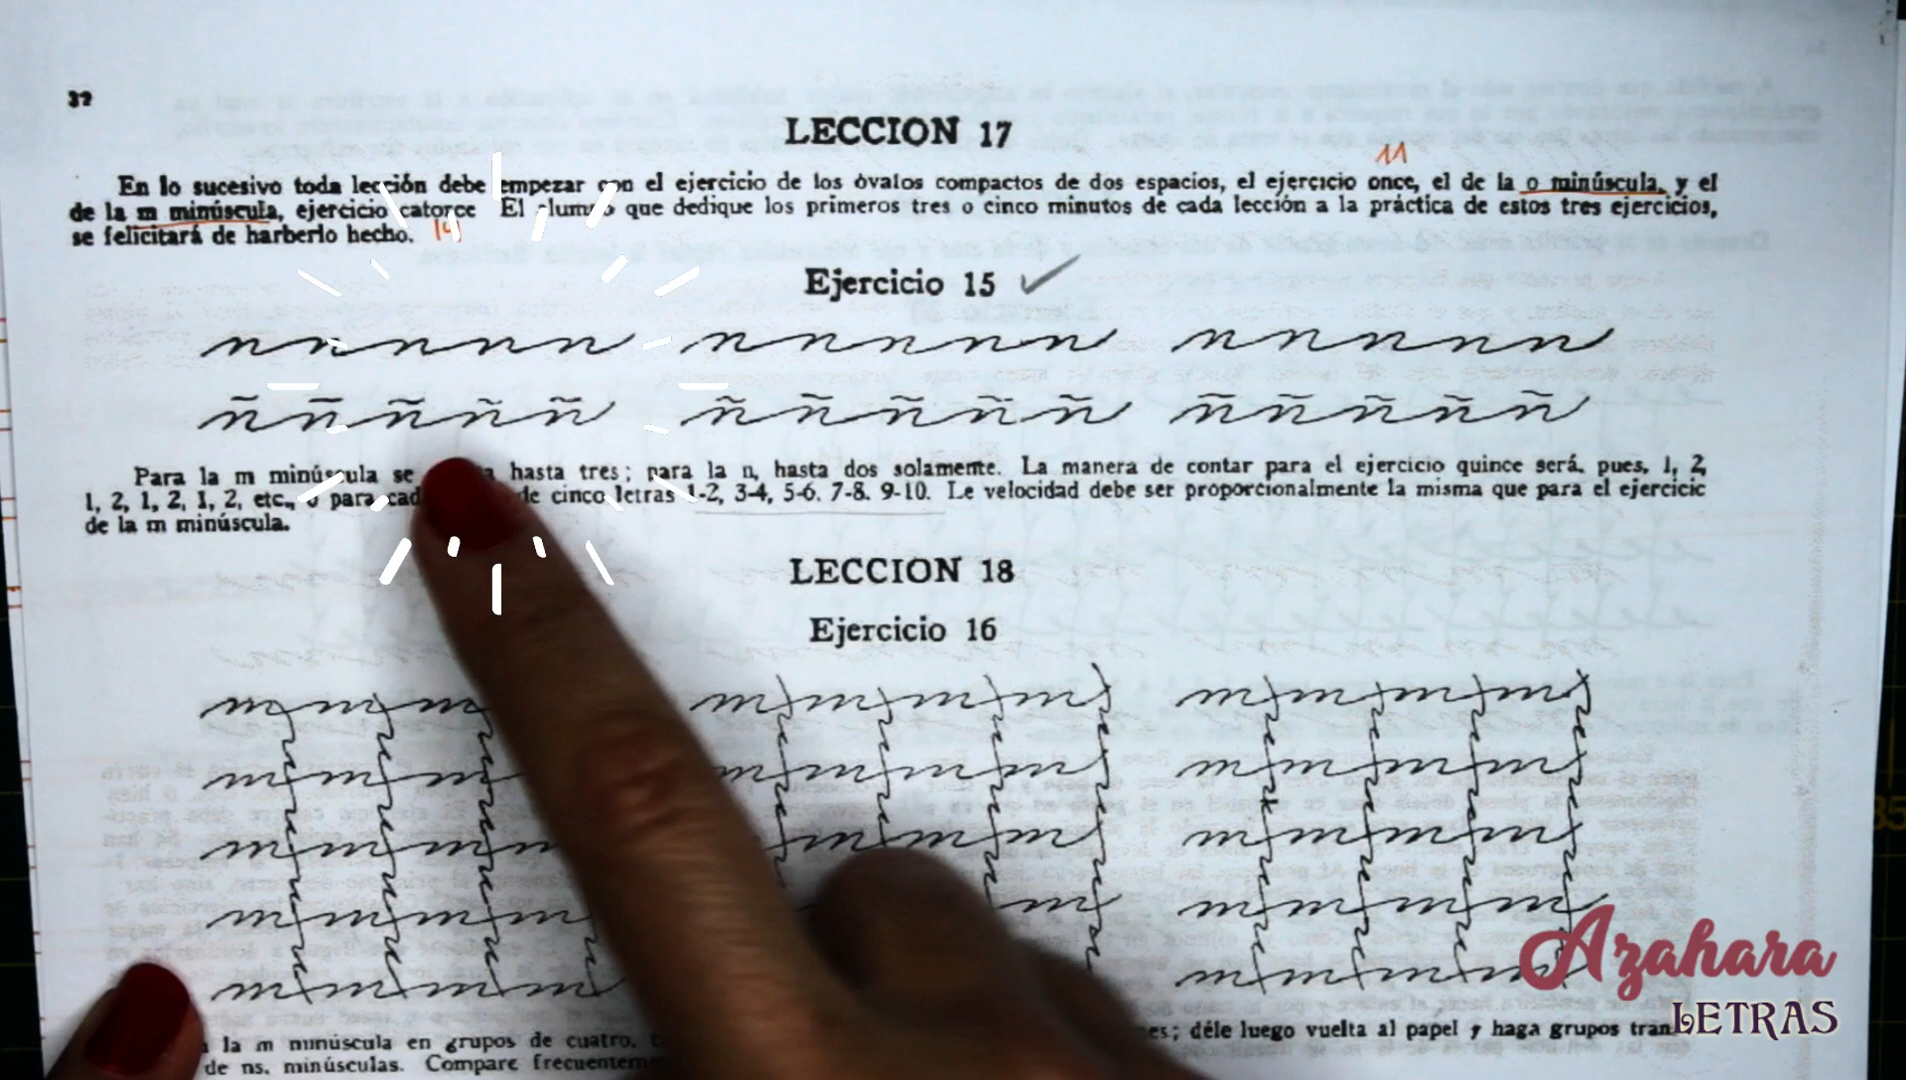 32
LECCION 17
11
En lo sucesivo toda lección debe empezar con el ejercicio de los óvalos compactos de dos espacios, el ejercicio once, el de la o minúscula, y el
de la m minúscula, ejercicio catorce El alumno que dedique los primeros tres o cinco minutos de cada lección a la práctica de estos tres ejercicios,
se felicitará de harberlo hecho. 14
Ejercicio 15 ✓
n n n n n n n n n n n n n n n
ñ ñ ñ ñ ñ ñ ñ ñ ñ ñ ñ ñ ñ ñ ñ
Para la m minúscula se hasta tres; para la n, hasta dos solamente. La manera de contar para el ejercicio quince será, pues, 1, 2,
1, 2, 1, 2, 1, 2, etc., o para cada de cinco letras 1-2, 3-4, 5-6. 7-8. 9-10. Le velocidad debe ser proporcionalmente la misma que para el ejercicic
de la m minúscula.
LECCION 18
Ejercicio 16
m m m m m m m m m m m
m m m m m m m m m m
m m m m m m m m m m
m m m m m m m m m
m m m m m m m m
la m minúscula en grupos de cuatro. déle luego vuelta al papel y haga grupos
de ns. minúsculas. Compare
Azahara
LETRAS